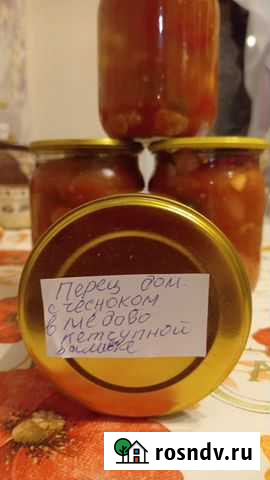 Перец дом.
с чесноком
в медово
кетчупной
заливке
rosndv.ru